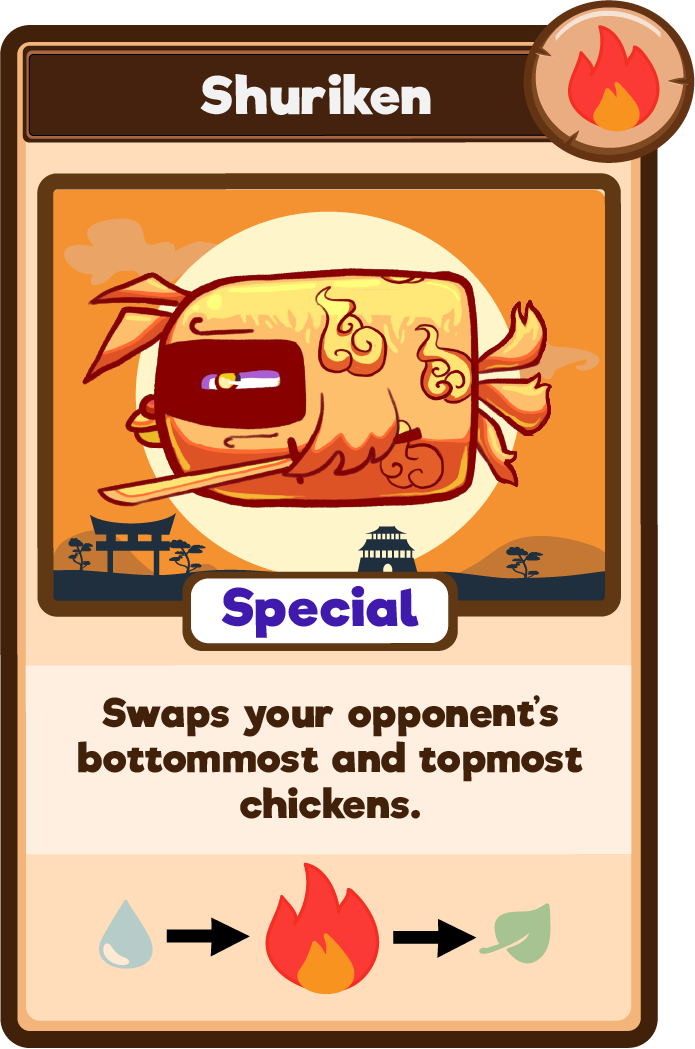 Shuriken
Special
Swaps your opponent's
bottommost and topmost
chickens.